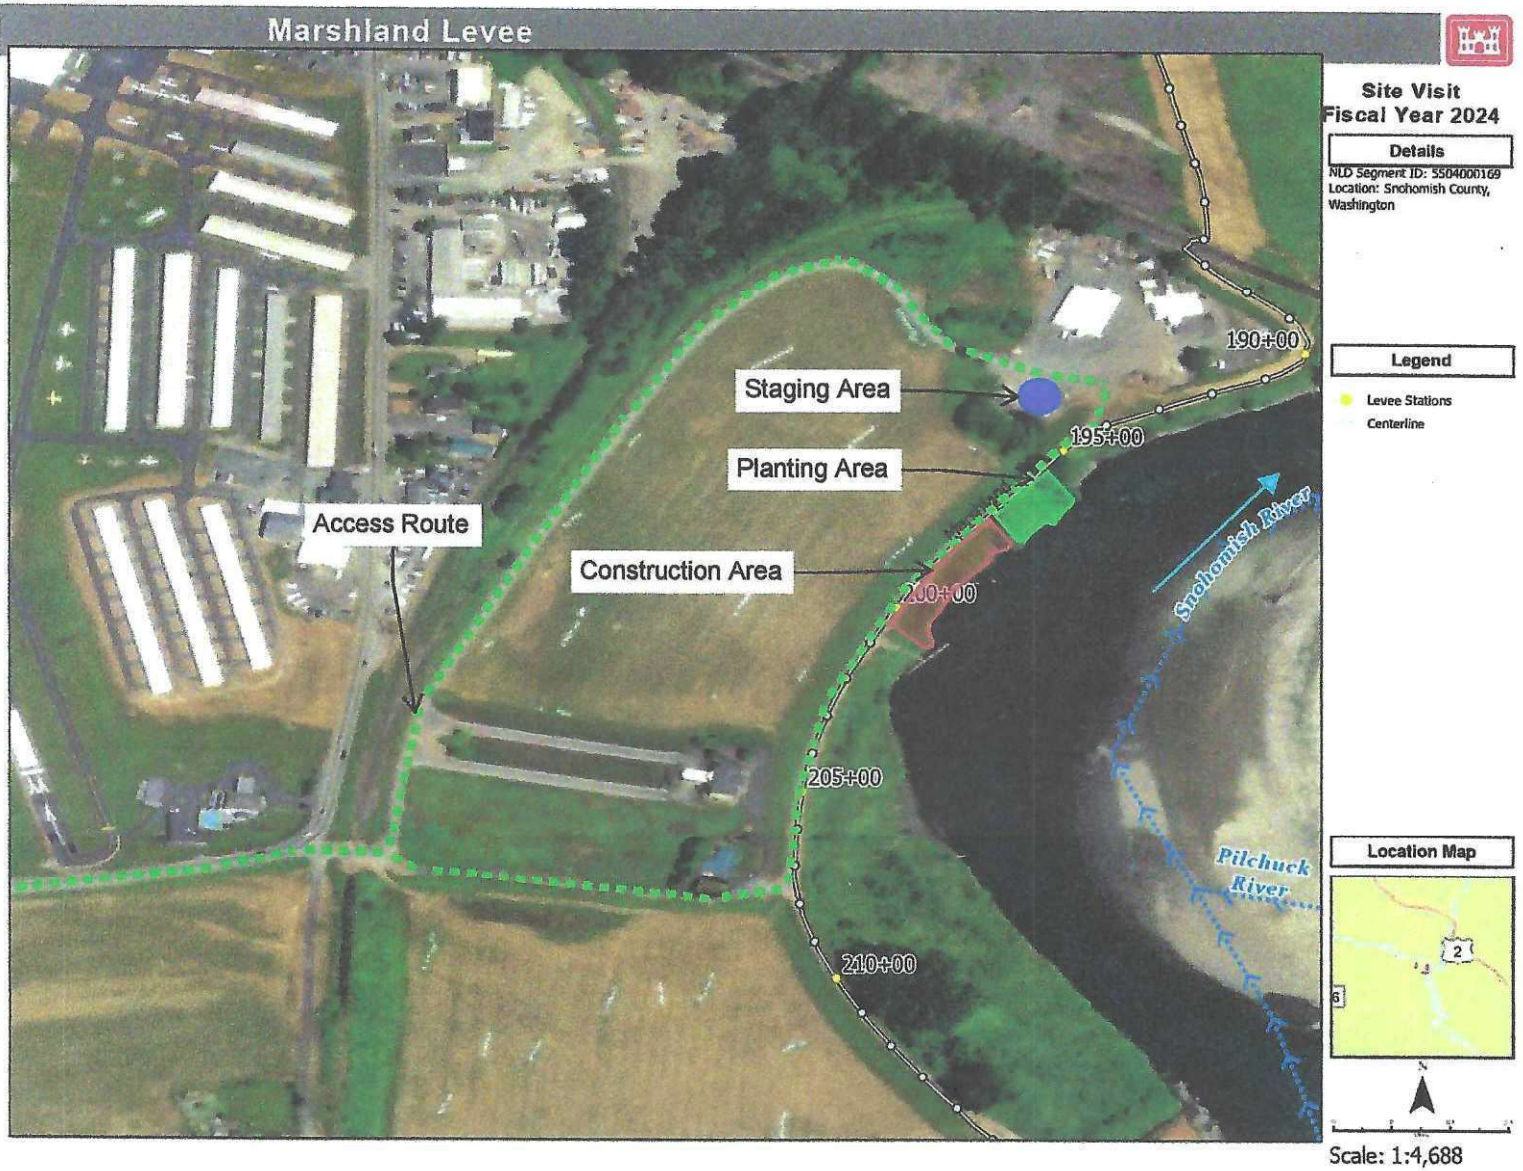 Marshland Levee
Site Visit
Fiscal Year 2024
Details
NLD Segment ID: 5504000169
Location: Snohomish County,
Washington
190+00
Legend
Staging Area
Levee Stations
Centerline
195+00
Planting Area
Access Route
Snohomish River
Construction Area
200+00
205+00
Pilchuck
River
Location Map
210+00
2
6
N
Scale: 1:4,688